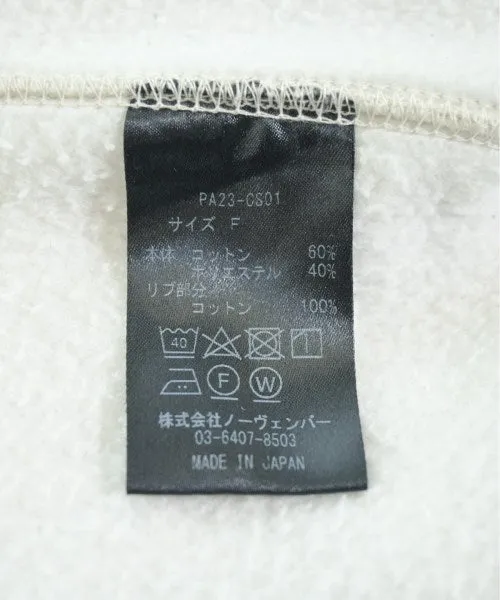 PA23-CS01
サイズ F
本体 コットン 60%
ポリエステル 40%
リブ部分
コットン 100%
40
F W
株式会社ノーヴェンバー
03-6407-8503
MADE IN JAPAN